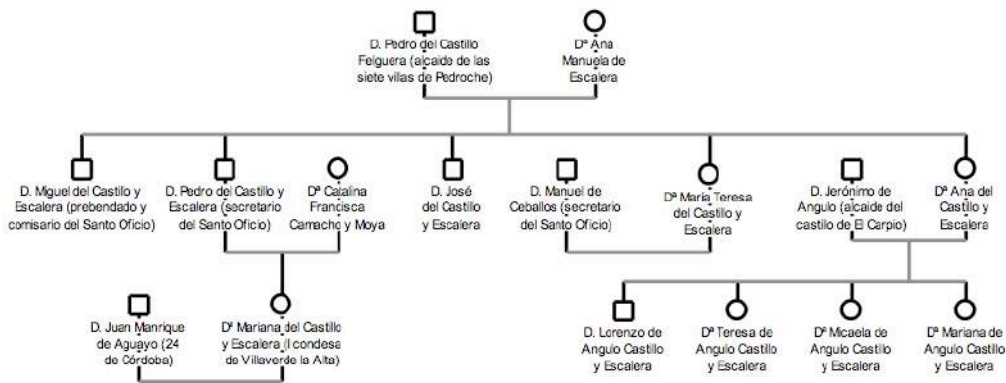 D. Pedro del Castillo
Felguera (alcaide de las
siete villas de Pedroche)
Dª Ana
Manuela de
Escalera
D. Miguel del Castillo y
Escalera (prebendado y
comisario del Santo Oficio)
D. Pedro del Castillo y
Escalera (secretario
del Santo Oficio)
Dª Catalina
Francisca
Camacho y Moya
D. José
del Castillo
y Escalera
D. Manuel de
Ceballos (secretario
del Santo Oficio)
Dª María Teresa
del Castillo y
Escalera
D. Jerónimo de
Angulo (alcaide del
castillo de El Carpio)
Dª Ana del
Castillo y
Escalera
D. Juan Manrique
de Aguayo (24
de Córdoba)
Dª Mariana del Castillo
y Escalera (I condesa
de Villaverde la Alta)
D. Lorenzo de
Angulo Castillo
y Escalera
Dª Teresa de
Angulo Castillo
y Escalera
Dª Micaela de
Angulo Castillo
y Escalera
Dª Mariana de
Angulo Castillo
y Escalera